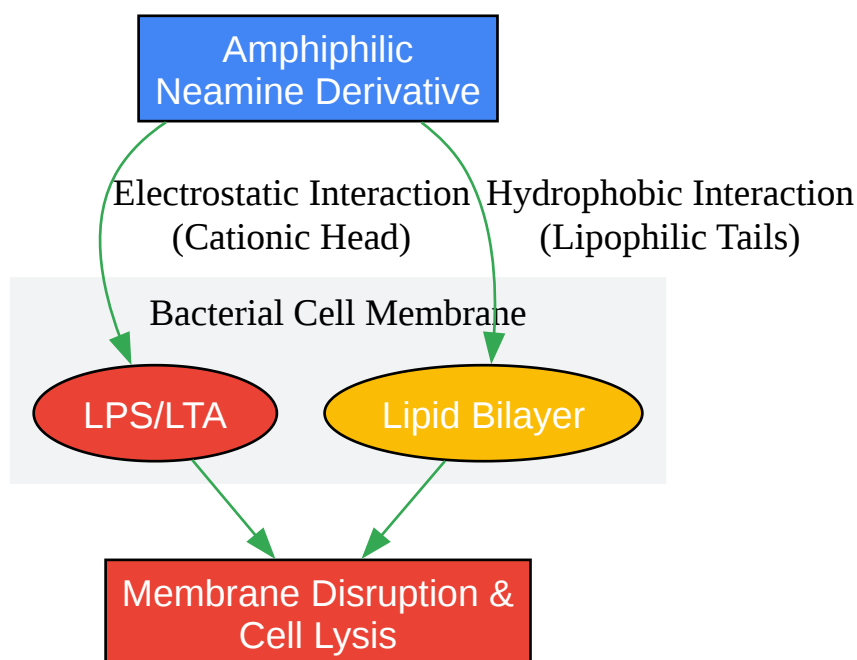 Amphiphilic
Neamine Derivative
Electrostatic Interaction
(Cationic Head)
Hydrophobic Interaction
(Lipophilic Tails)
Bacterial Cell Membrane
LPS/LTA
Lipid Bilayer
Membrane Disruption &
Cell Lysis